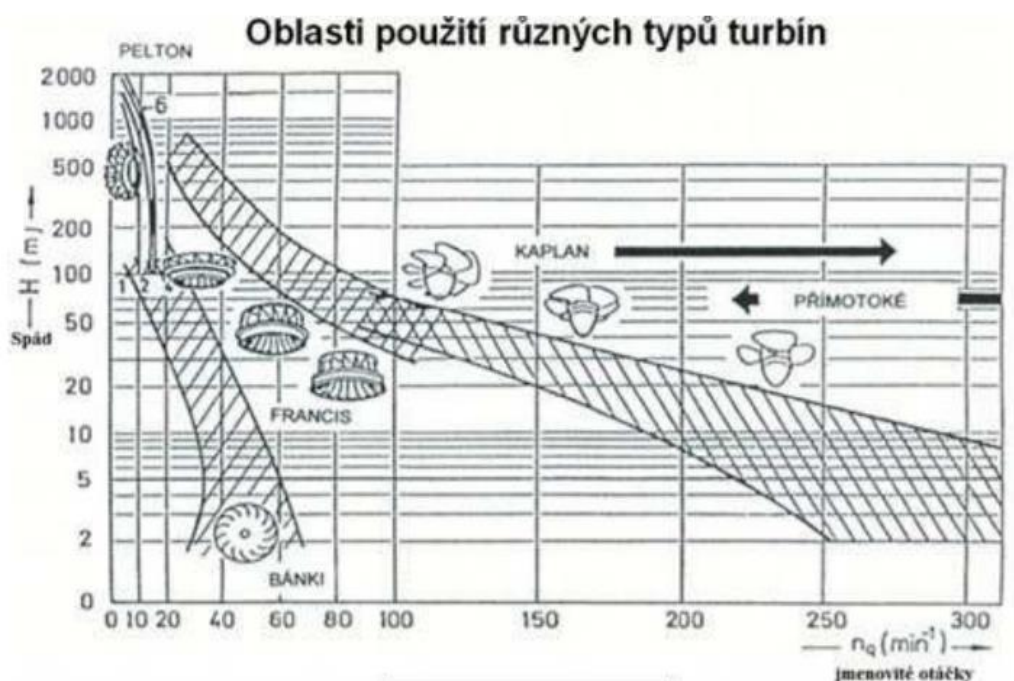 Oblasti použití různých typů turbín
PELTON
2000
1000
500
200
100
50
20
10
5
2
0
H (m)
Spád
6
1 2
KAPLAN
PŘÍMOTOKÉ
FRANCIS
BÁNKI
0 10 20 40 60 80 100 150 200 250 300
nq (min⁻¹)
jmenovité otáčky